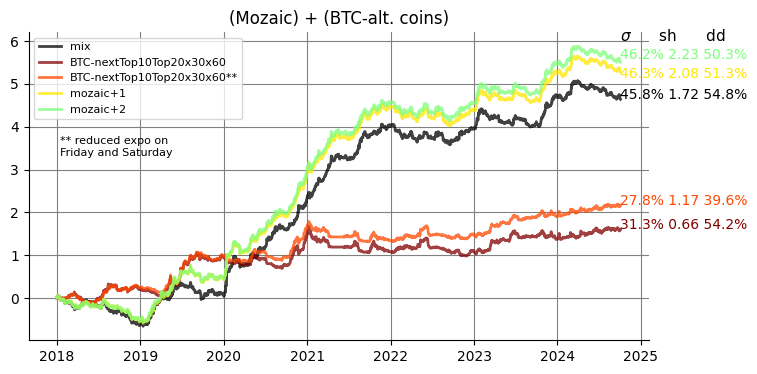 (Mozaic) + (BTC-alt. coins)
σ sh dd
mix
BTC-nextTop10Top20x30x60
BTC-nextTop10Top20x30x60**
mozaic+1
mozaic+2
** reduced expo on
Friday and Saturday
46.2% 2.23 50.3%
46.3% 2.08 51.3%
45.8% 1.72 54.8%
27.8% 1.17 39.6%
31.3% 0.66 54.2%
6
5
4
3
2
1
0
2018 2019 2020 2021 2022 2023 2024 2025